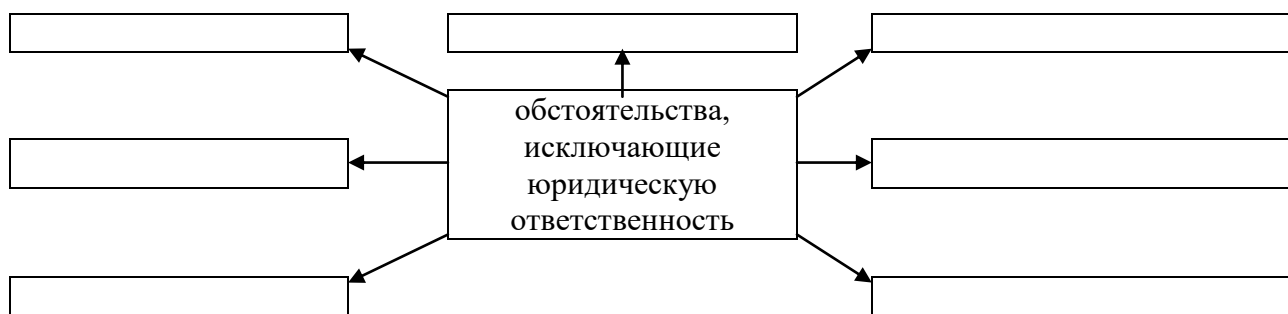 обстоятельства,
исключающие
юридическую
ответственность